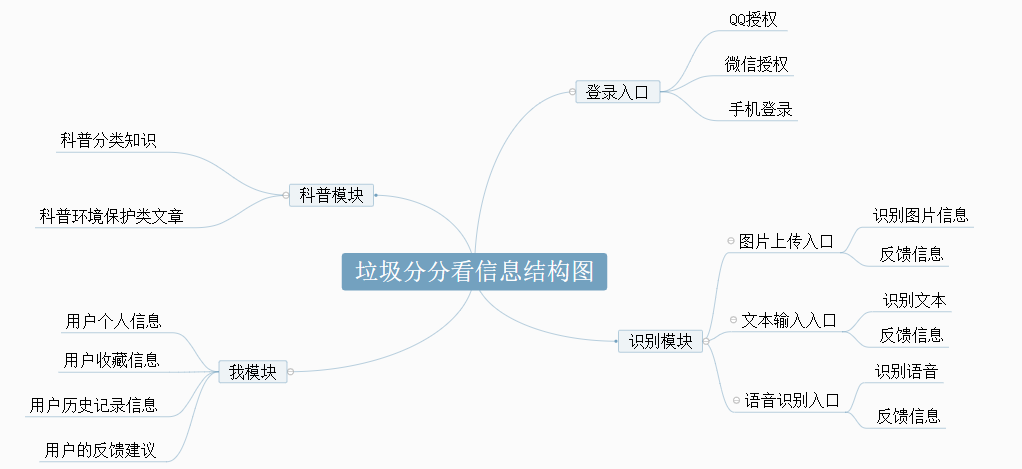 垃圾分分看信息结构图
登录入口
QQ授权
微信授权
手机登录
识别模块
图片上传入口
识别图片信息
反馈信息
文本输入入口
识别文本
反馈信息
语音识别入口
识别语音
反馈信息
科普模块
科普分类知识
科普环境保护类文章
我模块
用户个人信息
用户收藏信息
用户历史记录信息
用户的反馈建议